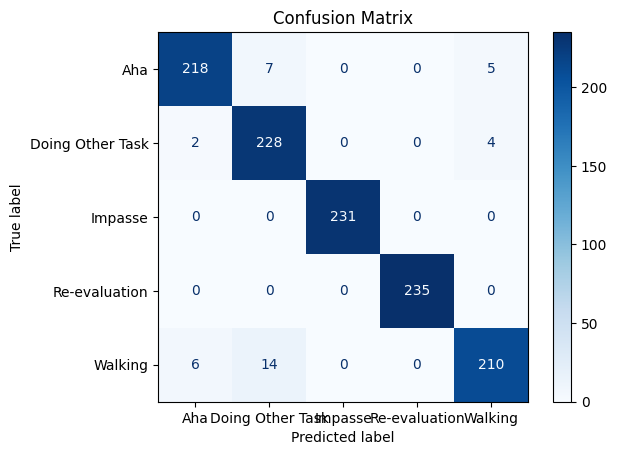 Confusion Matrix
True label
Aha 218 7 0 0 5
Doing Other Task 2 228 0 0 4
Impasse 0 0 231 0 0
Re-evaluation 0 0 0 235 0
Walking 6 14 0 0 210
Aha Doing Other Task Impasse Re-evaluation Walking
Predicted label
200
150
100
50
0